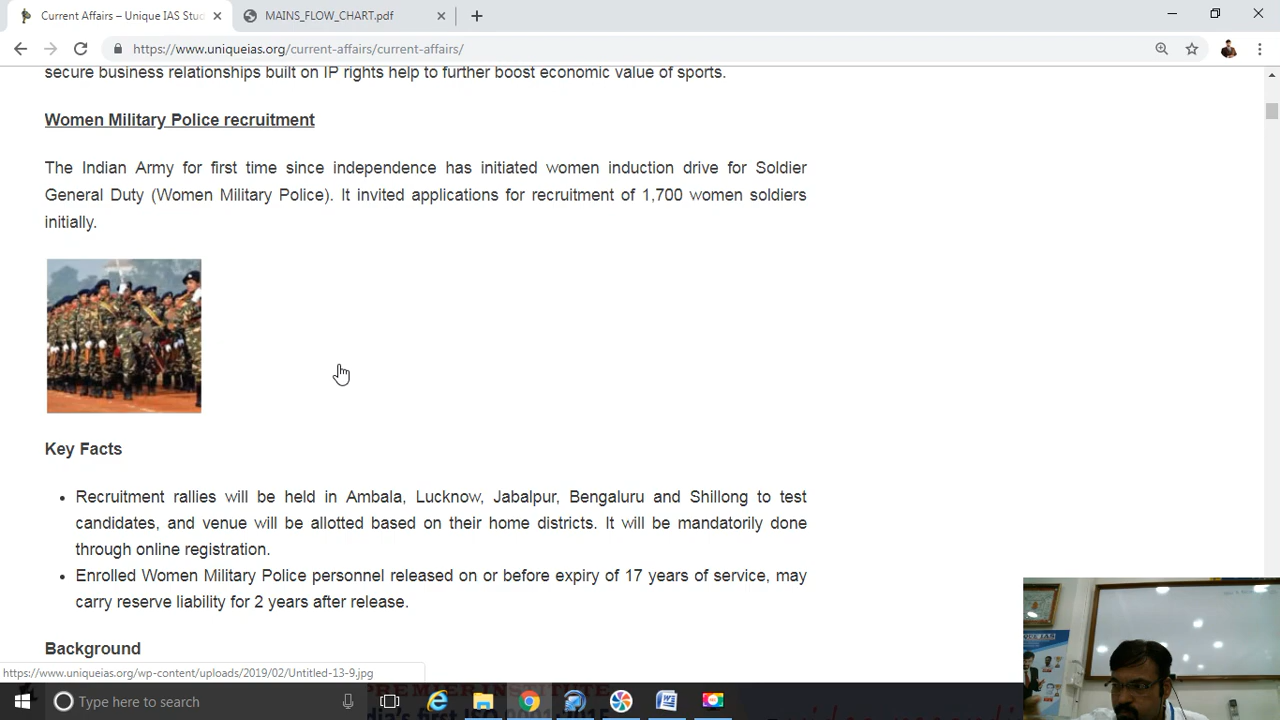 Current Affairs – Unique IAS Stud
MAINS_FLOW_CHART.pdf
https://www.uniqueias.org/current-affairs/current-affairs/
secure business relationships built on IP rights help to further boost economic value of sports.
Women Military Police recruitment
The Indian Army for first time since independence has initiated women induction drive for Soldier
General Duty (Women Military Police). It invited applications for recruitment of 1,700 women soldiers
initially.
Key Facts
• Recruitment rallies will be held in Ambala, Lucknow, Jabalpur, Bengaluru and Shillong to test
candidates, and venue will be allotted based on their home districts. It will be mandatorily done
through online registration.
• Enrolled Women Military Police personnel released on or before expiry of 17 years of service, may
carry reserve liability for 2 years after release.
Background
https://www.uniqueias.org/wp-content/uploads/2019/02/Untitled-13-9.jpg
Type here to search